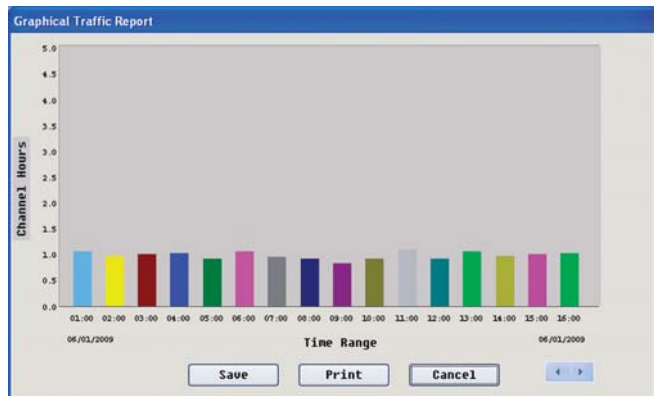 Graphical Traffic Report
5.0
4.5
4.0
3.5
3.0
2.5
2.0
1.5
1.0
0.5
0.0
Channel Hours
01:00 02:00 03:00 04:00 05:00 06:00 07:00 08:00 09:00 10:00 11:00 12:00 13:00 14:00 15:00 16:00
06/01/2009 06/01/2009
Time Range
Save Print Cancel